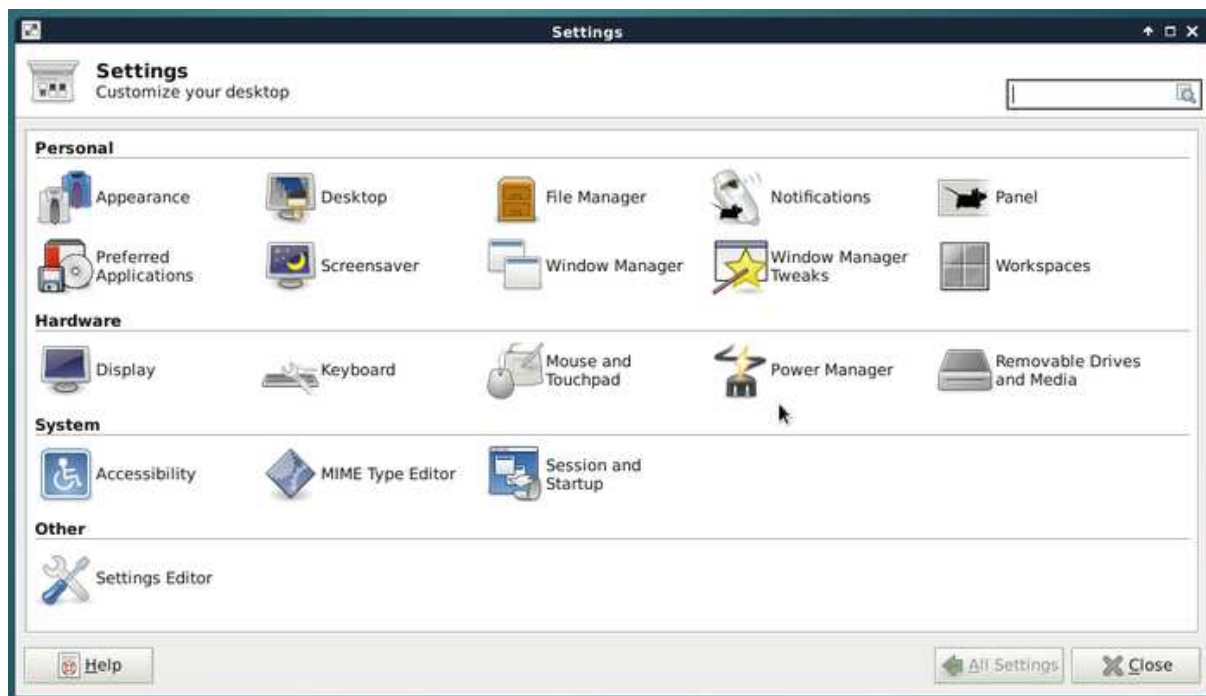 Settings
Settings
Customize your desktop
Personal
Appearance
Desktop
File Manager
Notifications
Panel
Preferred
Applications
Screensaver
Window Manager
Window Manager
Tweaks
Workspaces
Hardware
Display
Keyboard
Mouse and
Touchpad
Power Manager
Removable Drives
and Media
System
Accessibility
MIME Type Editor
Session and
Startup
Other
Settings Editor
Help
All Settings
Close